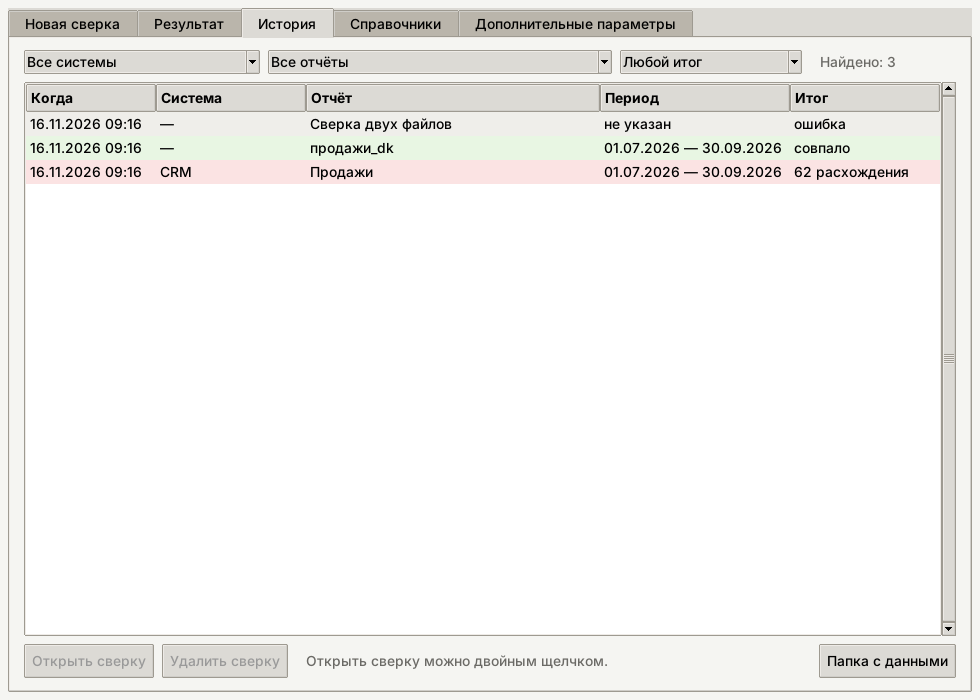 Новая сверка Результат История Справочники Дополнительные параметры
Все системы Все отчёты Любой итог Найдено: 3
Когда Система Отчёт Период Итог
16.11.2026 09:16 — Сверка двух файлов не указан ошибка
16.11.2026 09:16 — продажи_dk 01.07.2026 — 30.09.2026 совпало
16.11.2026 09:16 CRM Продажи 01.07.2026 — 30.09.2026 62 расхождения
Открыть сверку Удалить сверку Открыть сверку можно двойным щелчком. Папка с данными